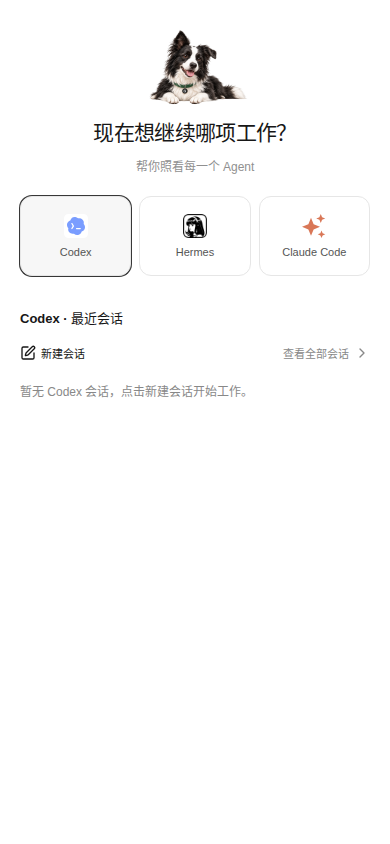 现在想继续哪项工作？
帮你照看每一个 Agent
Codex
Hermes
Claude Code
Codex · 最近会话
新建会话
查看全部会话
暂无 Codex 会话，点击新建会话开始工作。